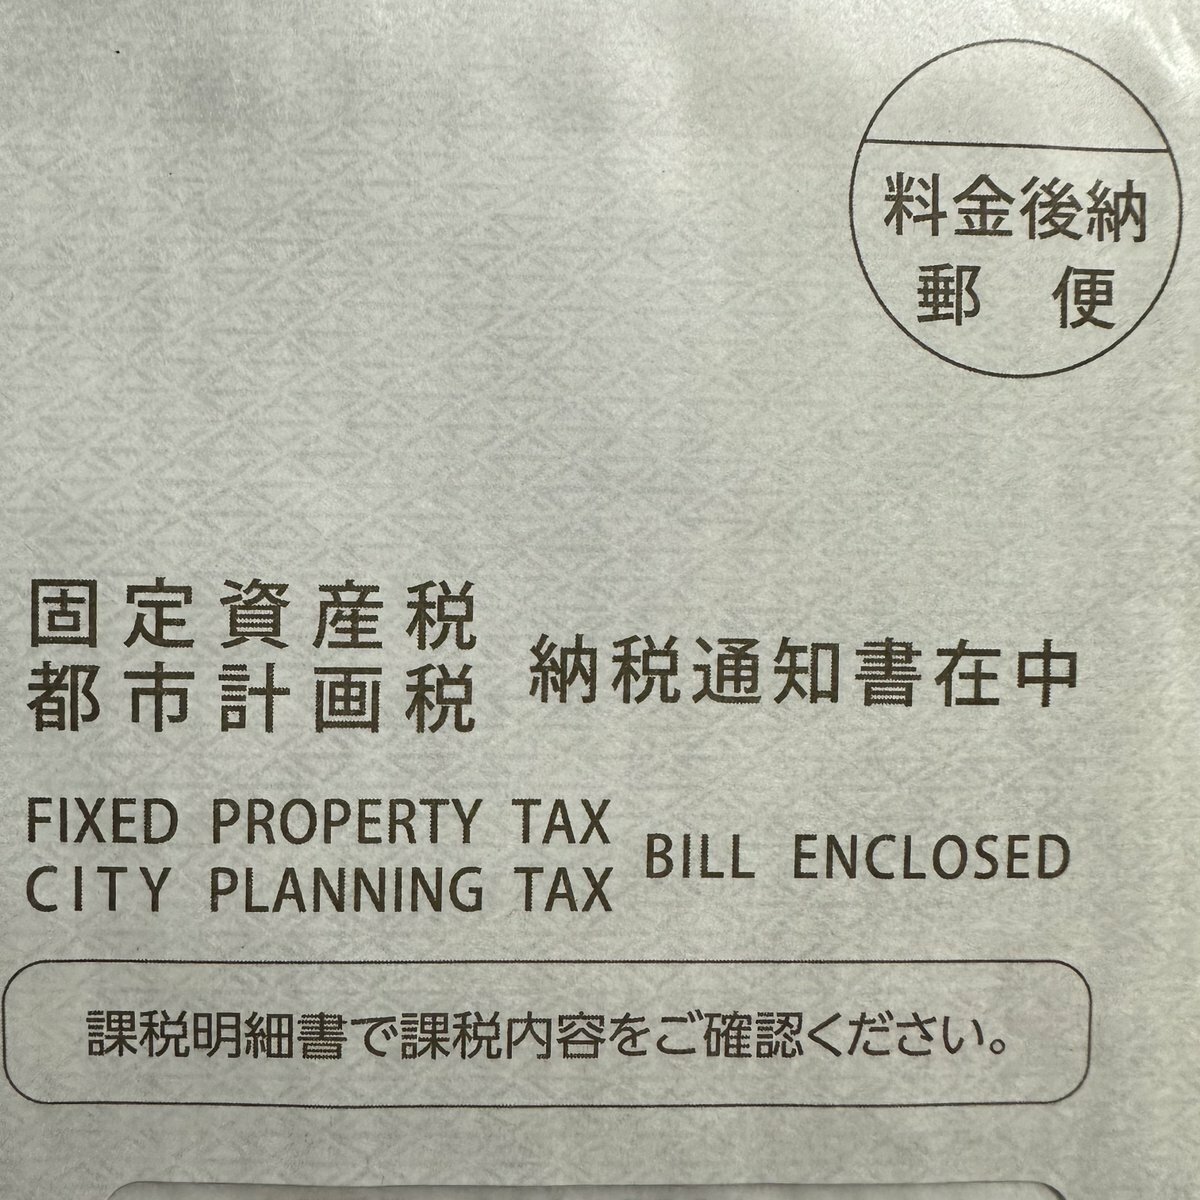 料金後納
郵便
固定資産税
都市計画税
納税通知書在中
FIXED PROPERTY TAX
CITY PLANNING TAX
BILL ENCLOSED
課税明細書で課税内容をご確認ください。